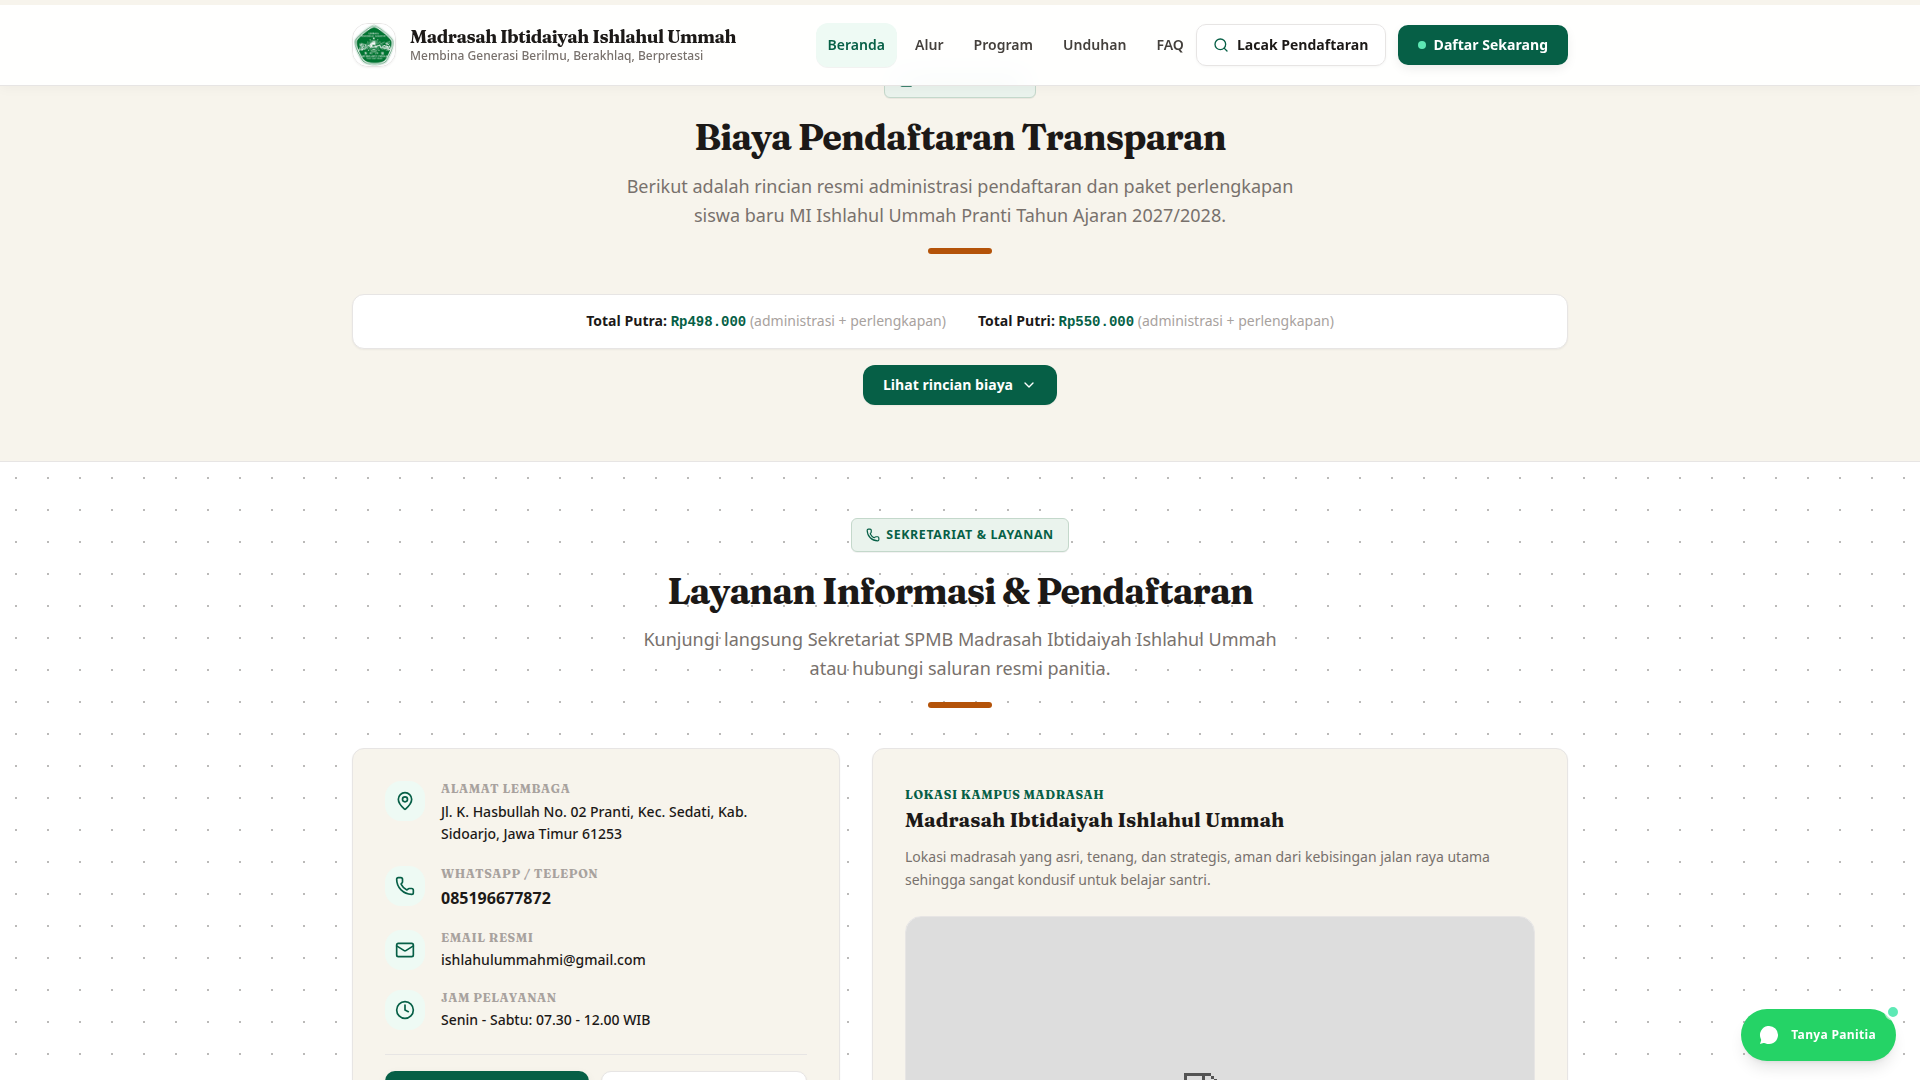 Madrasah Ibtidaiyah Ishlahul Ummah
Membina Generasi Berilmu, Berakhlaq, Berprestasi
Beranda
Alur
Program
Unduhan
FAQ
Lacak Pendaftaran
Daftar Sekarang
Biaya Pendaftaran Transparan
Berikut adalah rincian resmi administrasi pendaftaran dan paket perlengkapan
siswa baru MI Ishlahul Ummah Pranti Tahun Ajaran 2027/2028.
Total Putra: Rp498.000 (administrasi + perlengkapan)
Total Putri: Rp550.000 (administrasi + perlengkapan)
Lihat rincian biaya
SEKRETARIAT & LAYANAN
Layanan Informasi & Pendaftaran
Kunjungi langsung Sekretariat SPMB Madrasah Ibtidaiyah Ishlahul Ummah
atau hubungi saluran resmi panitia.
ALAMAT LEMBAGA
Jl. K. Hasbullah No. 02 Pranti, Kec. Sedati, Kab.
Sidoarjo, Jawa Timur 61253
WHATSAPP / TELEPON
085196677872
EMAIL RESMI
ishlahulummahmi@gmail.com
JAM PELAYANAN
Senin - Sabtu: 07.30 - 12.00 WIB
LOKASI KAMPUS MADRASAH
Madrasah Ibtidaiyah Ishlahul Ummah
Lokasi madrasah yang asri, tenang, dan strategis, aman dari kebisingan jalan raya utama
sehingga sangat kondusif untuk belajar santri.
Tanya Panitia